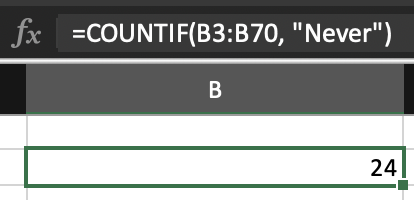 fx =COUNTIF(B3:B70, "Never")
B
24